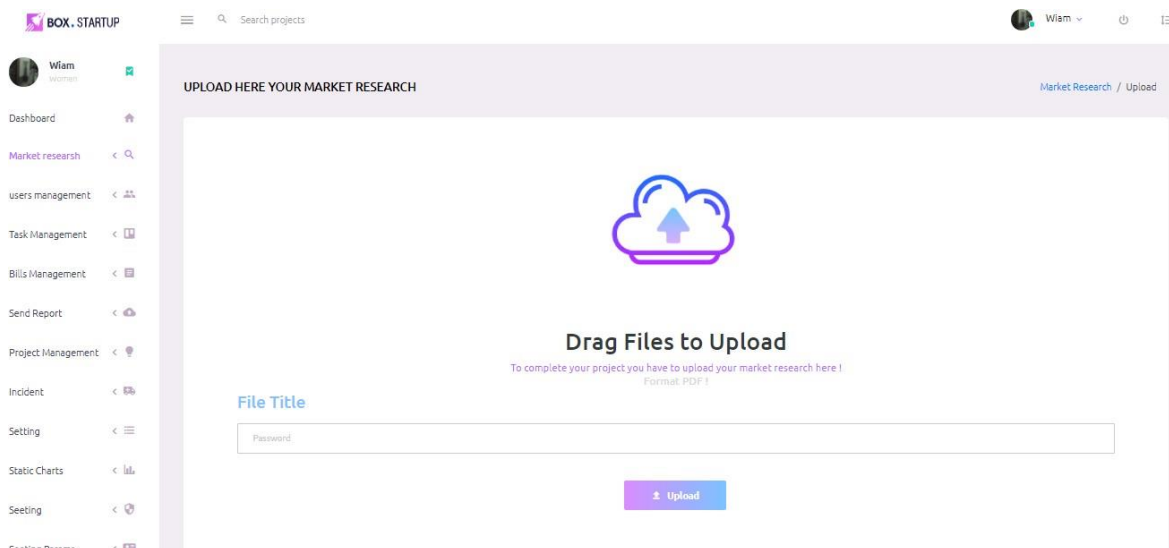 BOX. STARTUP
Search projects
Wiam
Wiam
Women
UPLOAD HERE YOUR MARKET RESEARCH
Market Research / Upload
Dashboard
Market researsh
users management
Task Management
Bills Management
Send Report
Project Management
Incident
Setting
Static Charts
Seeting
Drag Files to Upload
To complete your project you have to upload your market research here !
Format PDF !
File Title
Password
Upload